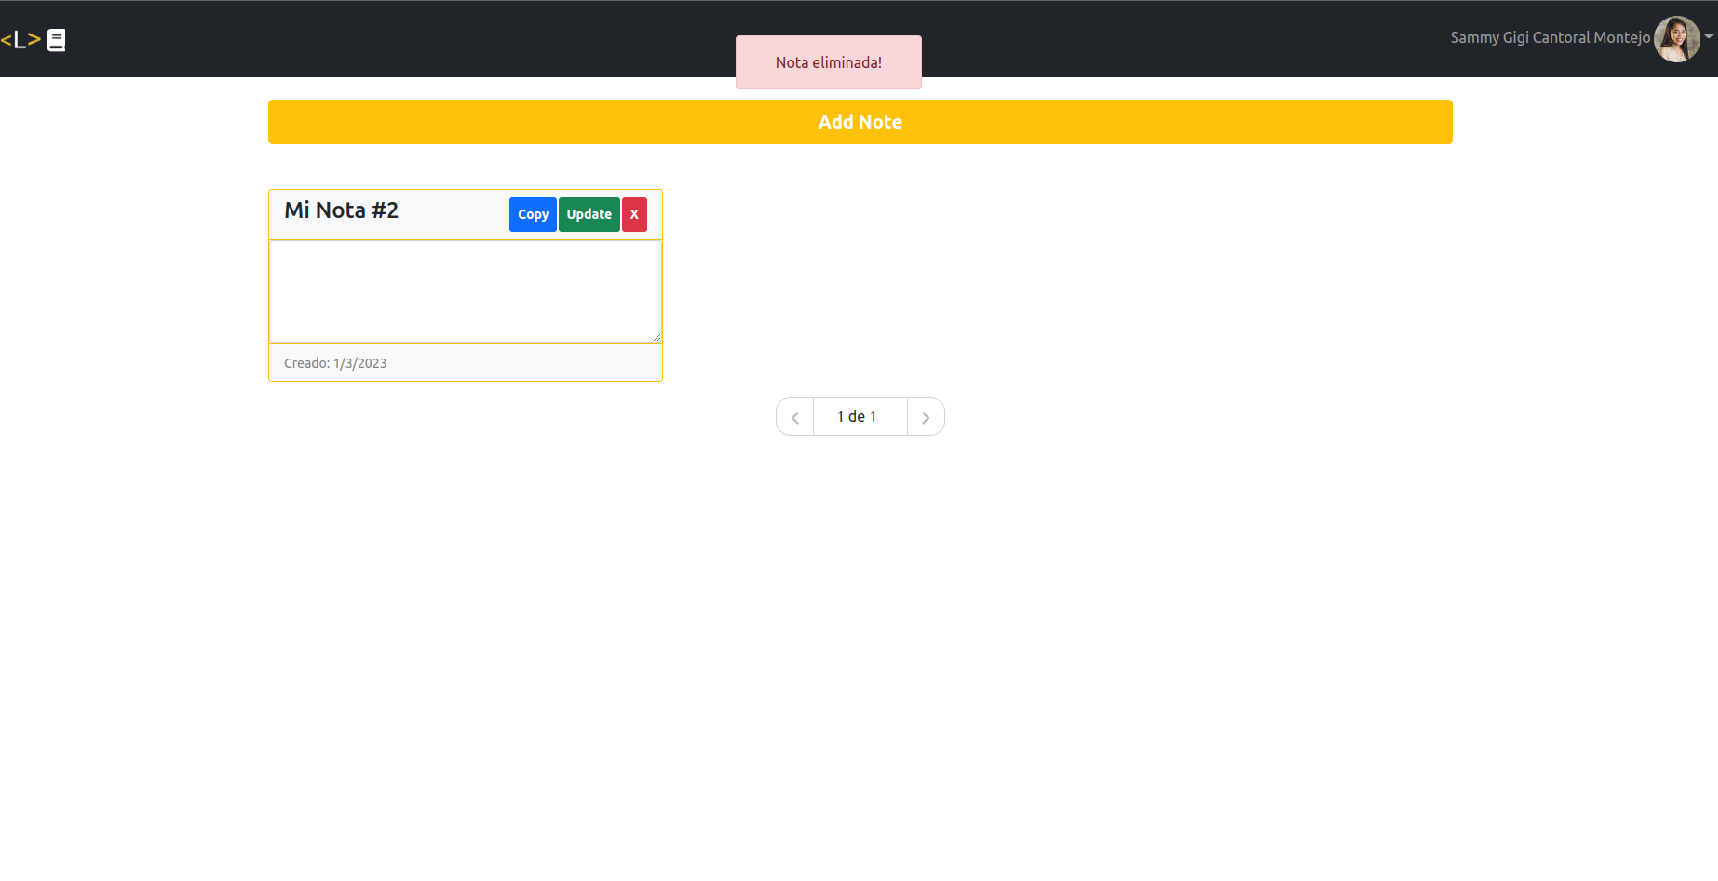 <L>
Sammy Gigi Cantoral Montejo
Nota eliminada!
Add Note
Mi Nota #2
Copy
Update
X
Creado: 1/3/2023
1 de 1